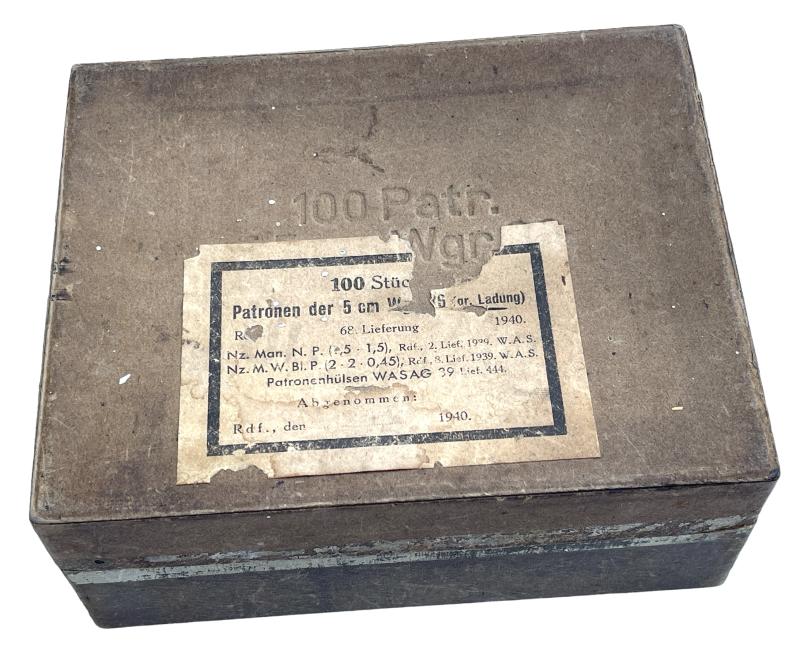 100 Patr.
Wgr.
100 Stüc
Patronen der 5 cm W (or. Ladung)
68. Lieferung 1940.
Nz. Man. N. P. ( ,5 · 1,5), Rdf., 2. Lief. 1939. W. A. S.
Nz. M. W. Bl. P. (2 · 2 · 0,45), Rdf., 8. Lief. 1939. W. A. S.
Patronenhülsen WASAG 39 Lief. 444.
Abgenommen:
Rdf., den 1940.